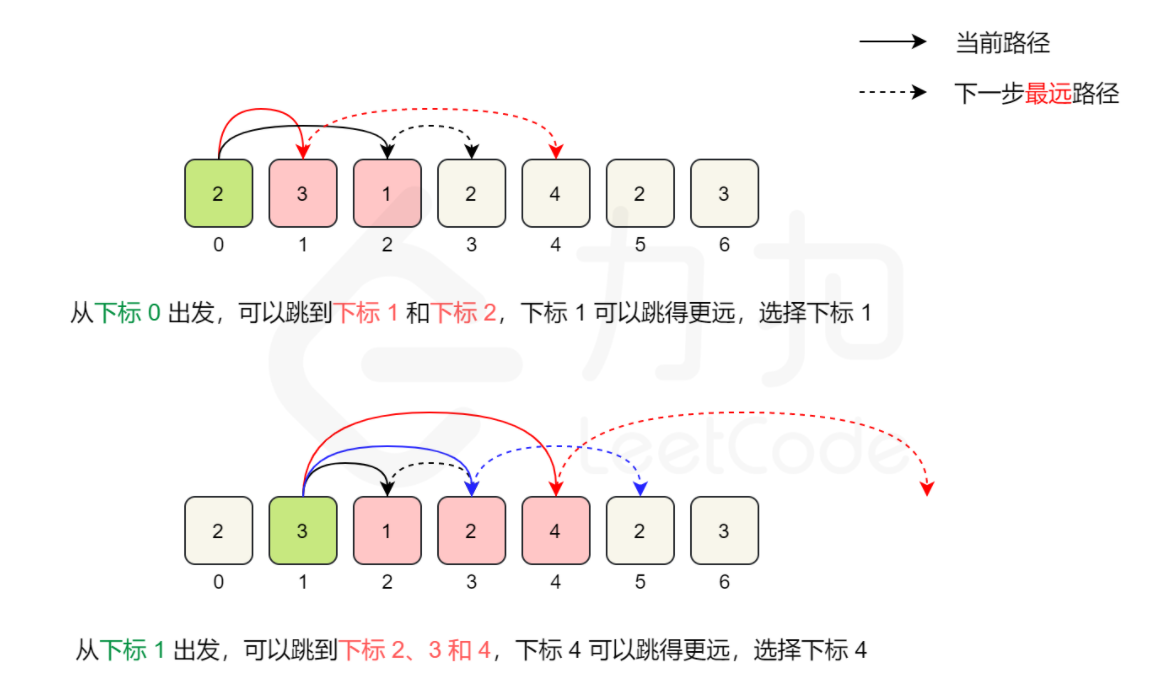 当前路径
下一步最远路径
2 3 1 2 4 2 3
0 1 2 3 4 5 6
力扣
从下标 0 出发，可以跳到下标 1 和下标 2，下标 1 可以跳得更远，选择下标 1
LeetCode
2 3 1 2 4 2 3
0 1 2 3 4 5 6
从下标 1 出发，可以跳到下标 2、3 和 4，下标 4 可以跳得更远，选择下标 4